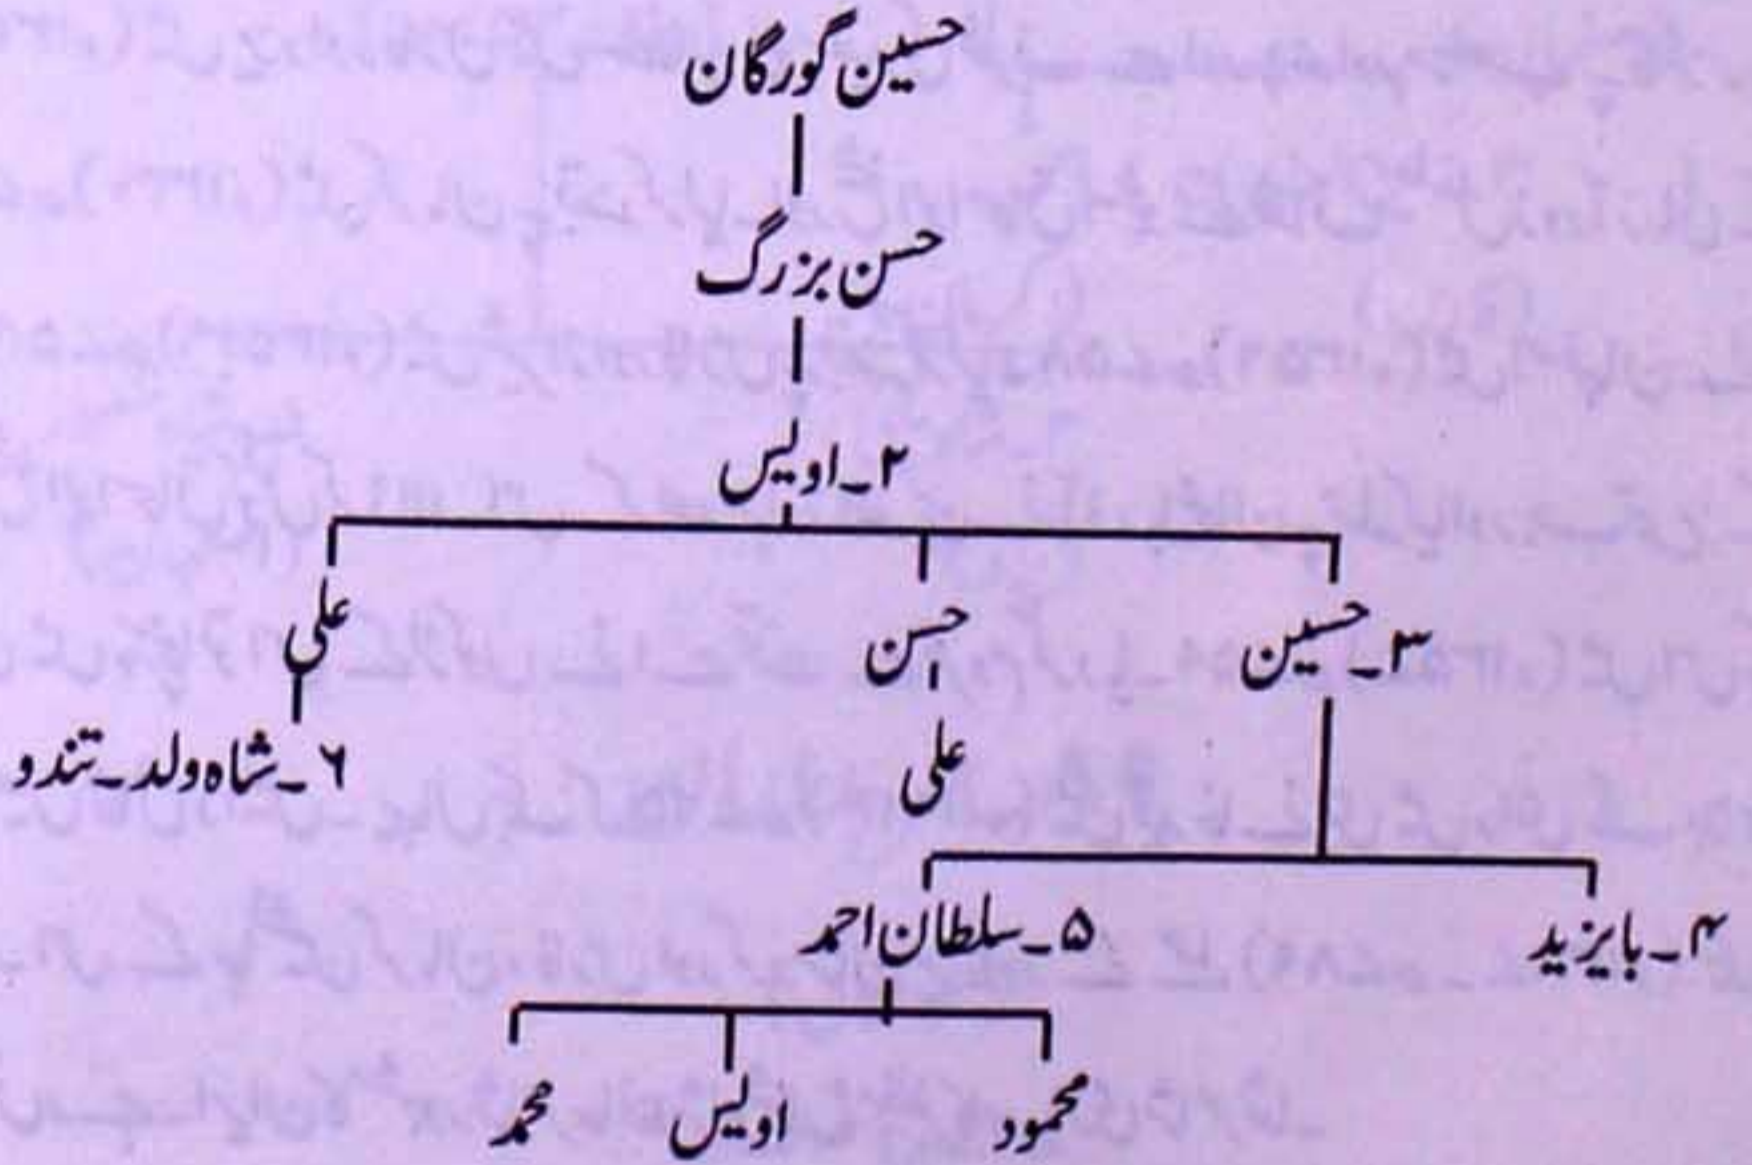 حسین گورگان
حسن بزرگ
۲۔اویس
۳۔حسین
حسن
علی
علی
۶۔شاہ ولد۔تندو
۴۔بایزید
۵۔سلطان احمد
محمود
اویس
محمد